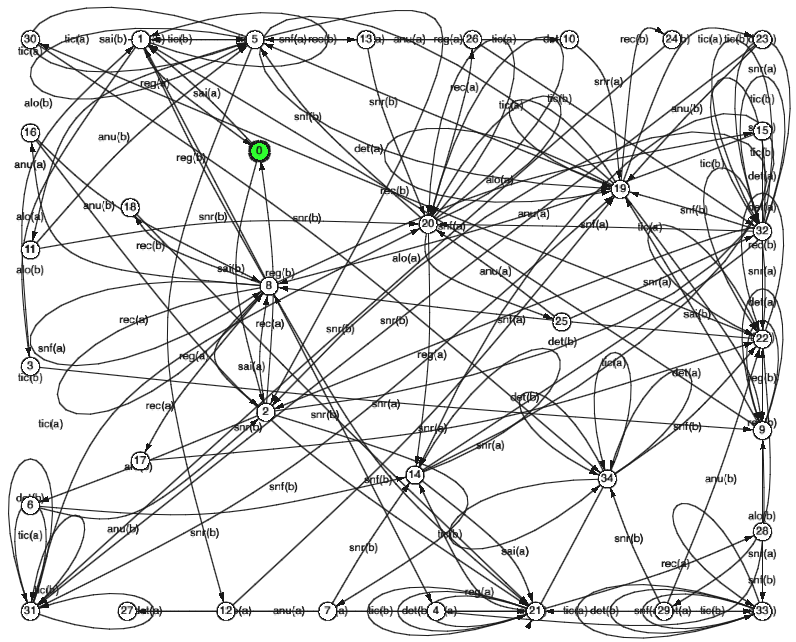 30 tic(a) sai(b) 1 tic(b) 5 snf(a) rec(b) 13 anu(a) reg(a) 26 tic(a) det 10 rec(b) 24 tic(a) tic(b) 23
tic(a) reg(a) sai(a) rec(a) snr(b) snr(a) snr(a)
alo(b) snf(b) tic(a) tic(b) anu(b) tic(b)
16 anu(b) 15
0 det(a) tic(b)
anu(a) reg(b) tic(b) det(a)
rec(b) alo(a) 19
alo(a) anu(b) 18 snr(b) snr(b) 20 anu(a) snf(a) snf(b) det(a)
tic(a) 32
11 rec(b) rec(b)
alo(b) sai(b) reg(b) alo(a) anu(a) snr(a) snr(a)
8 det(a)
rec(a) rec(a) snr(b) snr(b) snf(a) 25 sai(b)
snf(a) reg(a) reg(a) det(b) 22
3 sai(a) det(a)
tic(b) det(b) reg(b)
rec(a) 2 snr(a) tic(a)
tic(a) snr(b) snr(b) snr(a) snf(b) 9
17 snr(a)
snf(b) snf(b) 14 34 anu(b)
6
tic(a) anu(b) snr(b) snr(b) tic(b) sai(a) snr(b) alo(b) 28
rec(a) snr(a)
tic(b) reg(a) snf(b)
31 27 12 anu(a) 7 tic(b) det(b) 4 21 tic(a) det(b) snf( 29 tic(b) 33